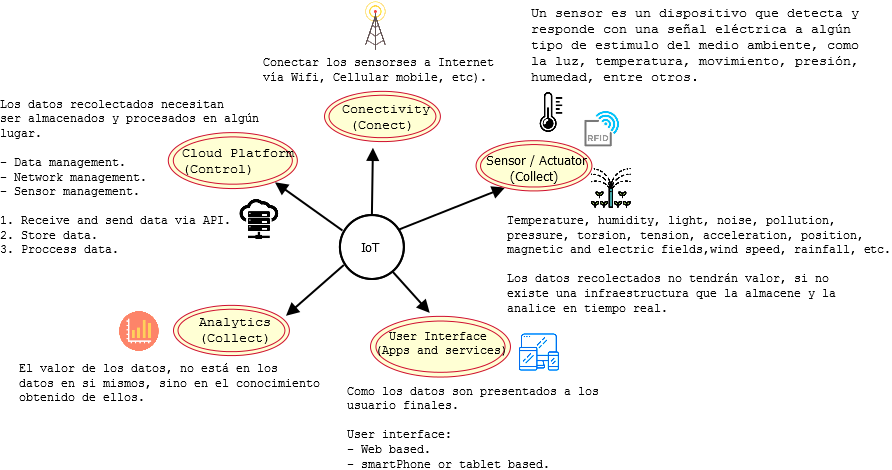 Un sensor es un dispositivo que detecta y
responde con una señal eléctrica a algún
tipo de estimulo del medio ambiente, como
la luz, temperatura, movimiento, presión,
humedad, entre otros.
Conectar los sensorses a Internet
vía Wifi, Cellular mobile, etc).
Conectivity
(Conect)
Los datos recolectados necesitan
ser almacenados y procesados en algún
lugar.
- Data management.
- Network management.
- Sensor management.
1. Receive and send data via API.
2. Store data.
3. Proccess data.
Cloud Platform
(Control)
RFID
Sensor / Actuator
(Collect)
Temperature, humidity, light, noise, pollution,
pressure, torsion, tension, acceleration, position,
magnetic and electric fields,wind speed, rainfall, etc.
Los datos recolectados no tendrán valor, si no
existe una infraestructura que la almacene y la
analice en tiempo real.
IoT
Analytics
(Collect)
El valor de los datos, no está en los
datos en si mismos, sino en el conocimiento
obtenido de ellos.
User Interface
(Apps and services)
Como los datos son presentados a los
usuario finales.
User interface:
- Web based.
- smartPhone or tablet based.